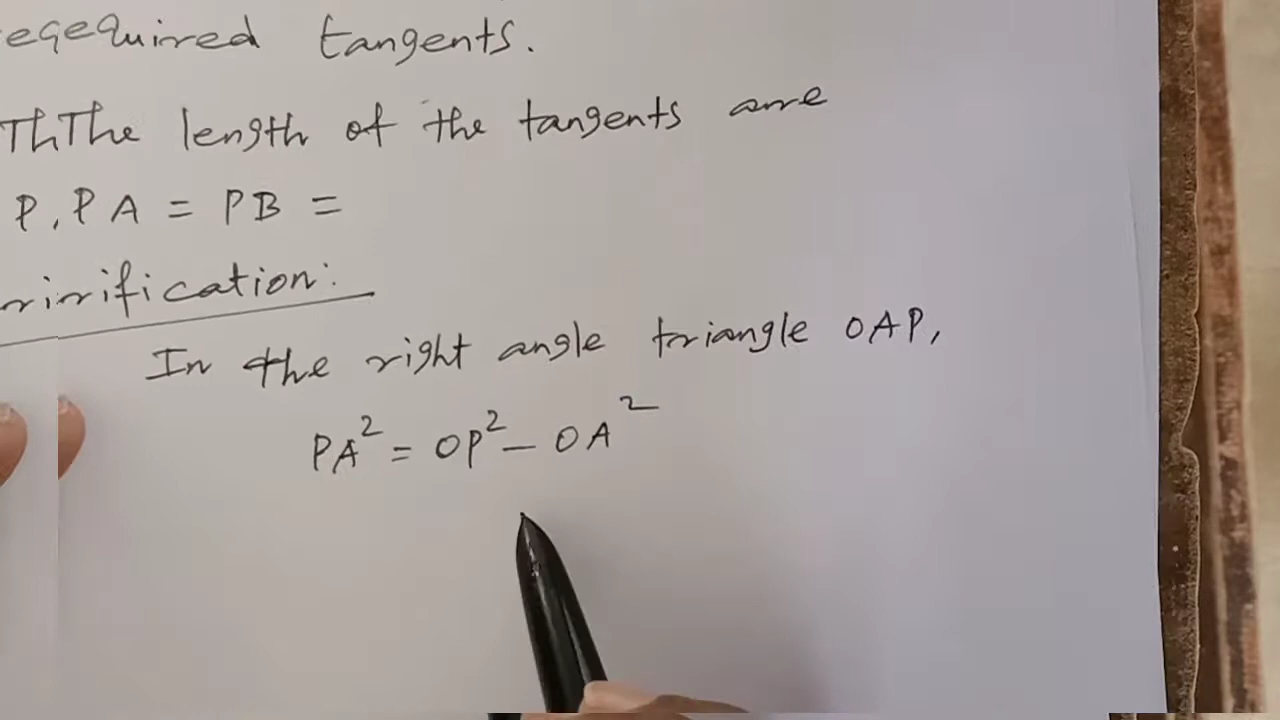 eqequired tangents.
ThThe length of the tangents are
P, PA = PB =
rirification:
In the right angle triangle OAP,
PA² = OP² - OA²